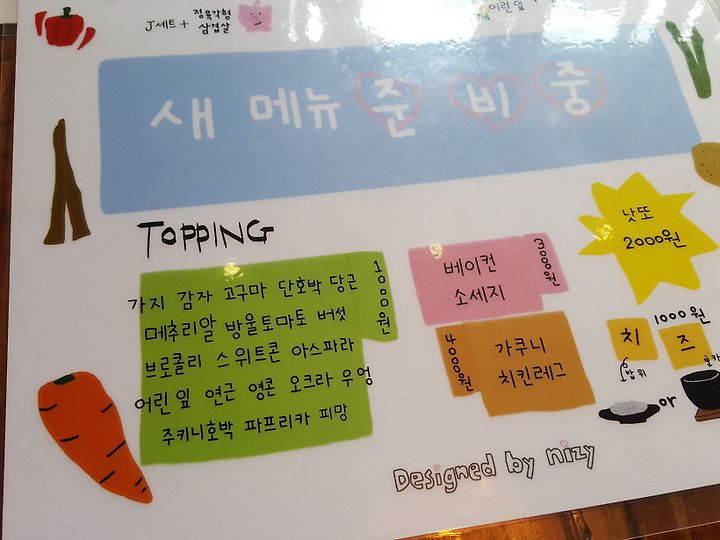 정육각형
J세트 + 삼겹살
어린잎
새 메뉴 준 비 중
TOPPING
가지 감자 고구마 단호박 당근
메추리알 방울토마토 버섯
브로콜리 스위트콘 아스파라
어린잎 연근 영콘 오크라 우엉
주키니호박 파프리카 피망
1000원
베이컨
소세지
3000원
낫또
2000원
가쿠니
치킨레그
4000원
1000원
치 즈
밥 위
or
Designed by nizy